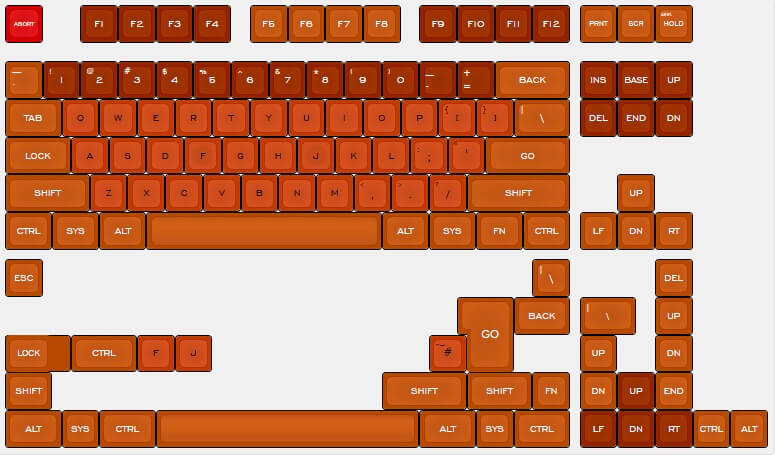 ABORT F1 F2 F3 F4 F5 F6 F7 F8 F9 F10 F11 F12 PRNT SCR HOLD
! 1 @ 2 # 3 $ 4 % 5 ^ 6 & 7 * 8 ( 9 ) 0 — - + = BACK INS BASE UP
TAB Q W E R T Y U I O P { [ } ] | \ DEL END DN
LOCK A S D F G H J K L : ; " ' GO
SHIFT Z X C V B N M < , > . ? / SHIFT UP
CTRL SYS ALT ALT SYS FN CTRL LF DN RT
ESC | \ DEL
GO BACK | \ UP
LOCK CTRL F J ~ # UP DN
SHIFT SHIFT SHIFT FN DN UP END
ALT SYS CTRL ALT SYS CTRL LF DN RT CTRL ALT